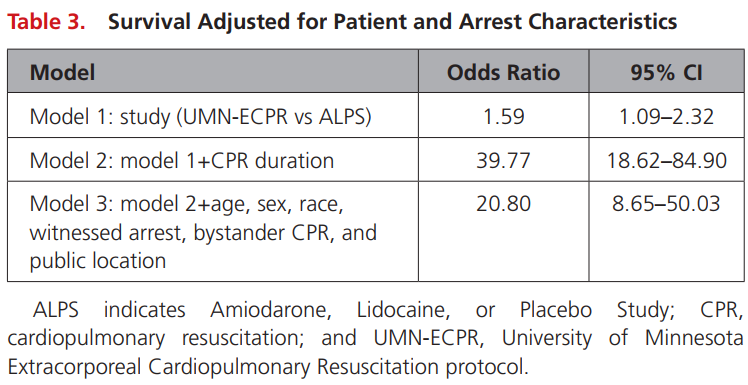 Table 3. Survival Adjusted for Patient and Arrest Characteristics
Model Odds Ratio 95% CI
Model 1: study (UMN-ECPR vs ALPS) 1.59 1.09–2.32
Model 2: model 1+CPR duration 39.77 18.62–84.90
Model 3: model 2+age, sex, race, 20.80 8.65–50.03
witnessed arrest, bystander CPR, and
public location
ALPS indicates Amiodarone, Lidocaine, or Placebo Study; CPR,
cardiopulmonary resuscitation; and UMN-ECPR, University of Minnesota
Extracorporeal Cardiopulmonary Resuscitation protocol.